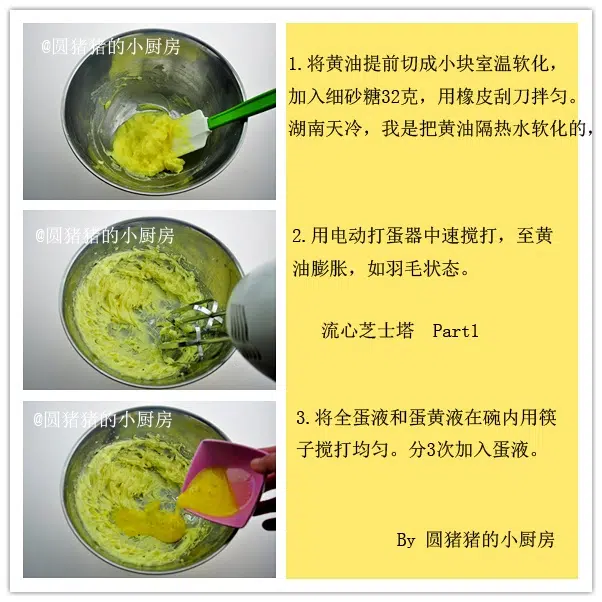 @圆猪猪的小厨房
1.将黄油提前切成小块室温软化，
加入细砂糖32克，用橡皮刮刀拌匀。
湖南天冷，我是把黄油隔热水软化的，
@圆猪猪的小厨房
2.用电动打蛋器中速搅打，至黄
油膨胀，如羽毛状态。
流心芝士塔 Part1
@圆猪猪的小厨房
3.将全蛋液和蛋黄液在碗内用筷
子搅打均匀。分3次加入蛋液。
By 圆猪猪的小厨房